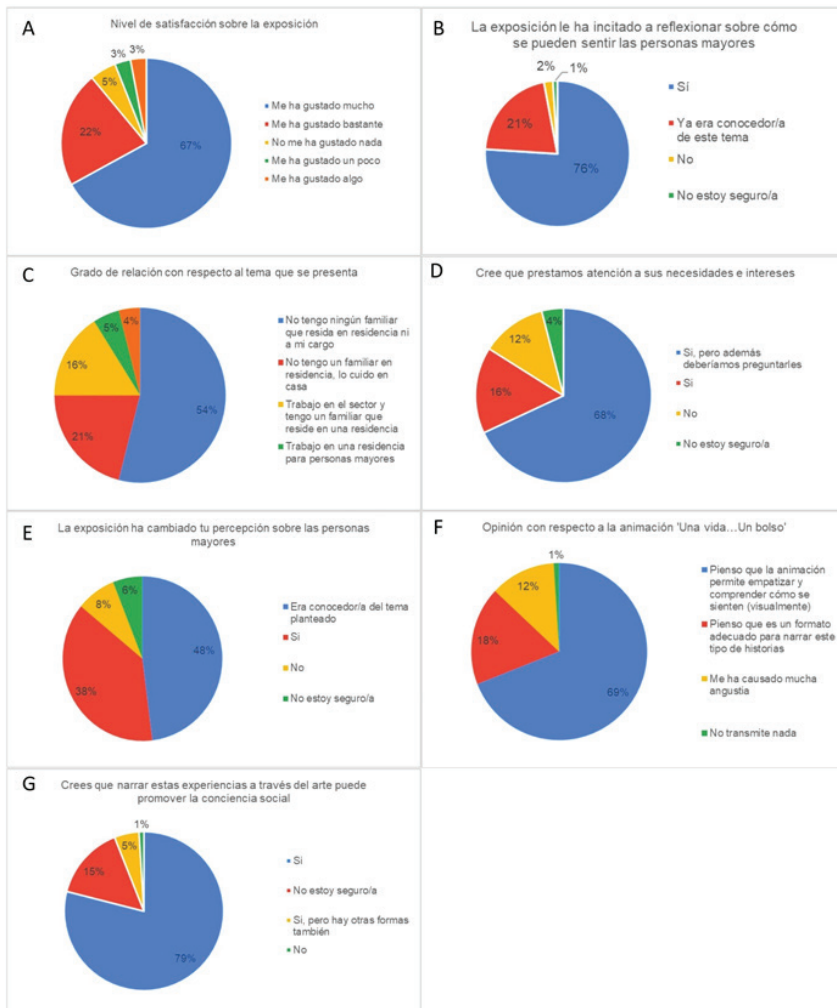 A
Nivel de satisfacción sobre la exposición
3%
3%
5%
22%
67%
Me ha gustado mucho
Me ha gustado bastante
No me ha gustado nada
Me ha gustado un poco
Me ha gustado algo
B
La exposición le ha incitado a reflexionar sobre cómo
se pueden sentir las personas mayores
2%
1%
21%
76%
Sí
Ya era conocedor/a
de este tema
No
No estoy seguro/a
C
Grado de relación con respecto al tema que se presenta
4%
5%
16%
21%
54%
No tengo ningún familiar
que resida en residencia ni
a mi cargo
No tengo un familiar en
residencia, lo cuido en
casa
Trabajo en el sector y
tengo un familiar que
reside en una residencia
Trabajo en una residencia
para personas mayores
D
Cree que prestamos atención a sus necesidades e intereses
4%
12%
16%
68%
Si, pero además
deberíamos preguntarles
Si
No
No estoy seguro/a
E
La exposición ha cambiado tu percepción sobre las personas
mayores
6%
8%
38%
48%
Era conocedor/a del tema
planteado
Si
No
No estoy seguro/a
F
Opinión con respecto a la animación 'Una vida...Un bolso'
1%
12%
18%
69%
Pienso que la animación
permite empatizar y
comprender cómo se
sienten (visualmente)
Pienso que es un formato
adecuado para narrar este
tipo de historias
Me ha causado mucha
angustia
No transmite nada
G
Crees que narrar estas experiencias a través del arte puede
promover la conciencia social
1%
5%
15%
79%
Si
No estoy seguro/a
Si, pero hay otras formas
también
No